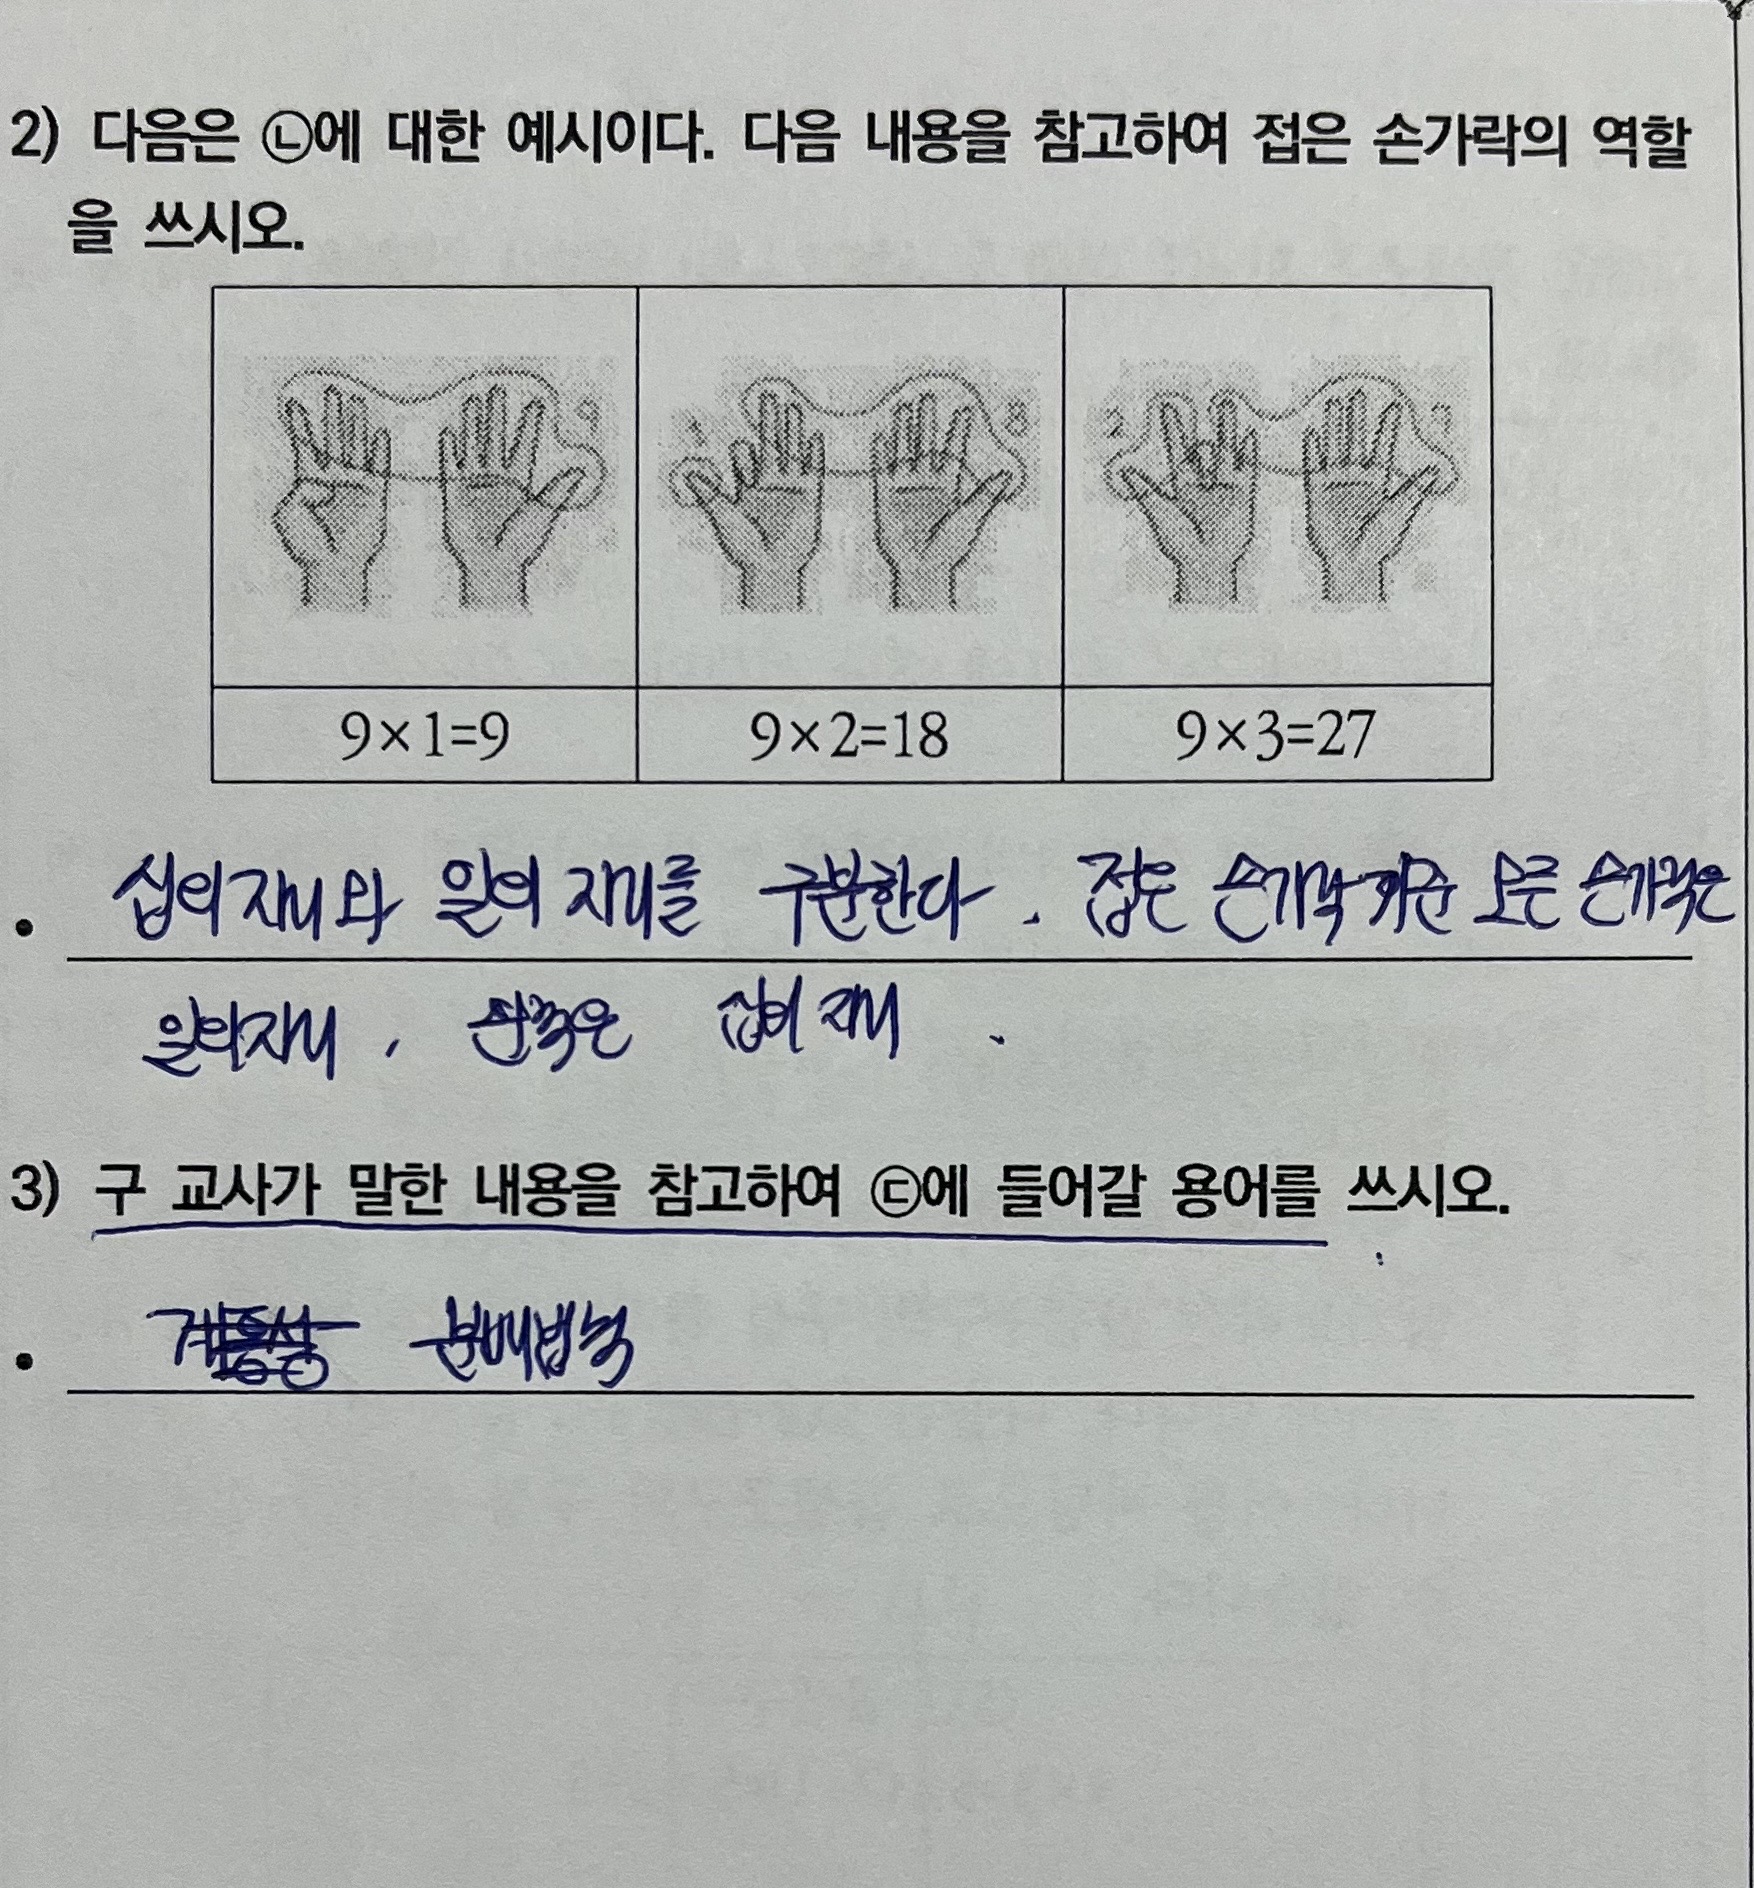 2) 다음은 ㉡에 대한 예시이다. 다음 내용을 참고하여 접은 손가락의 역할
을 쓰시오.
9
1 8
2 7
9×1=9 9×2=18 9×3=27
• 십의 자리와 일의 자리를 구분한다. 접은 손가락 기준 오른 손가락은
일의 자리, 왼쪽은 십의 자리.
3) 구 교사가 말한 내용을 참고하여 ㉢에 들어갈 용어를 쓰시오.
• 분배법칙